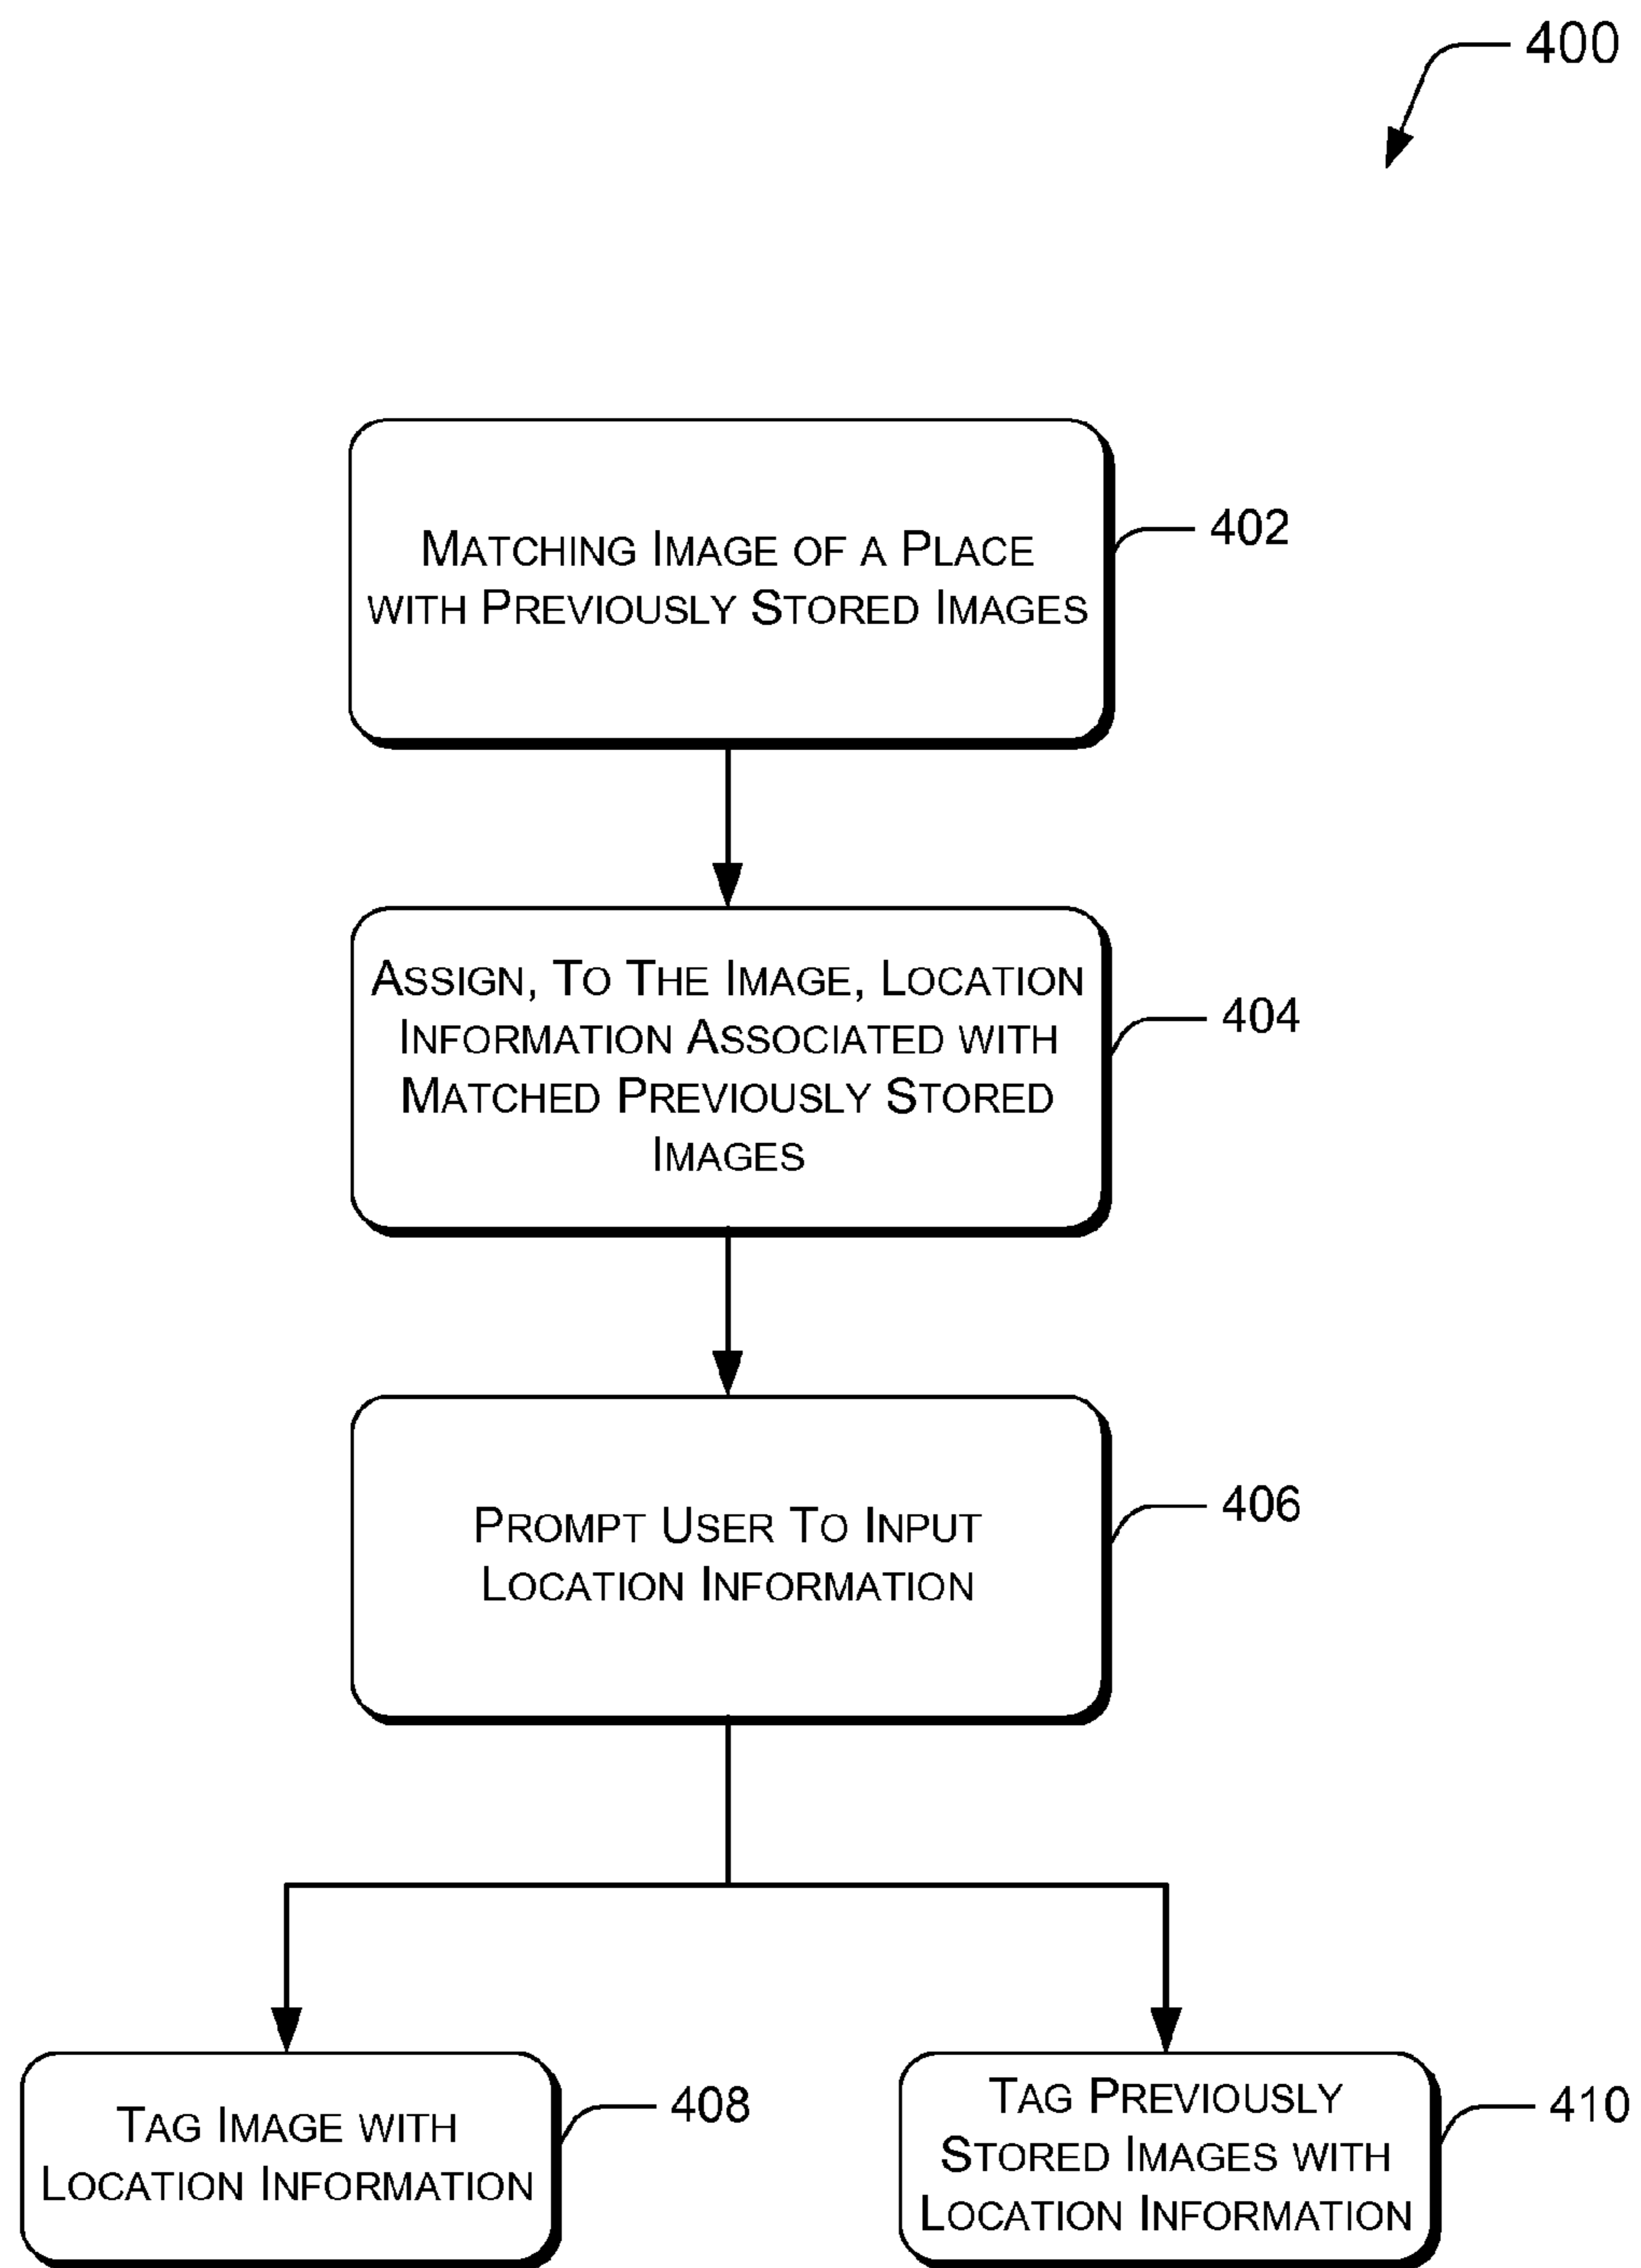 400
MATCHING IMAGE OF A PLACE
WITH PREVIOUSLY STORED IMAGES
402
ASSIGN, TO THE IMAGE, LOCATION
INFORMATION ASSOCIATED WITH
MATCHED PREVIOUSLY STORED
IMAGES
404
PROMPT USER TO INPUT
LOCATION INFORMATION
406
TAG IMAGE WITH
LOCATION INFORMATION
408
TAG PREVIOUSLY
STORED IMAGES WITH
LOCATION INFORMATION
410